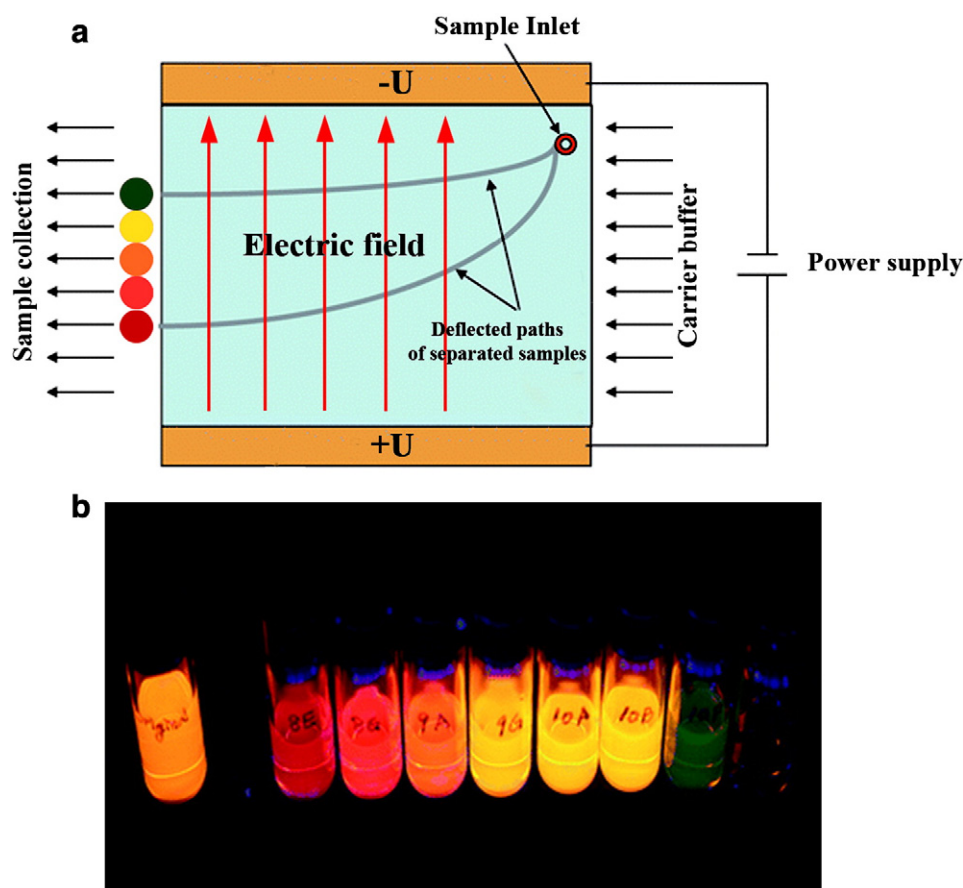 a
Sample Inlet
-U
Sample collection
Electric field
Carrier buffer
Power supply
Deflected paths
of separated samples
+U
b
8E
8G
9A
9G
10A
10B